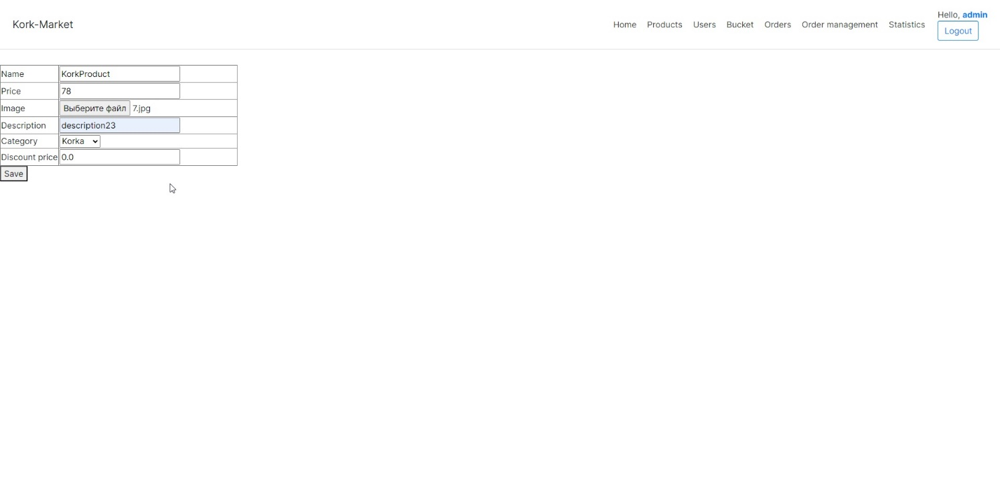 Kork-Market
Home Products Users Bucket Orders Order management Statistics
Hello, admin
Logout
Name KorkProduct
Price 78
Image Выберите файл 7.jpg
Description description23
Category Korka
Discount price 0.0
Save